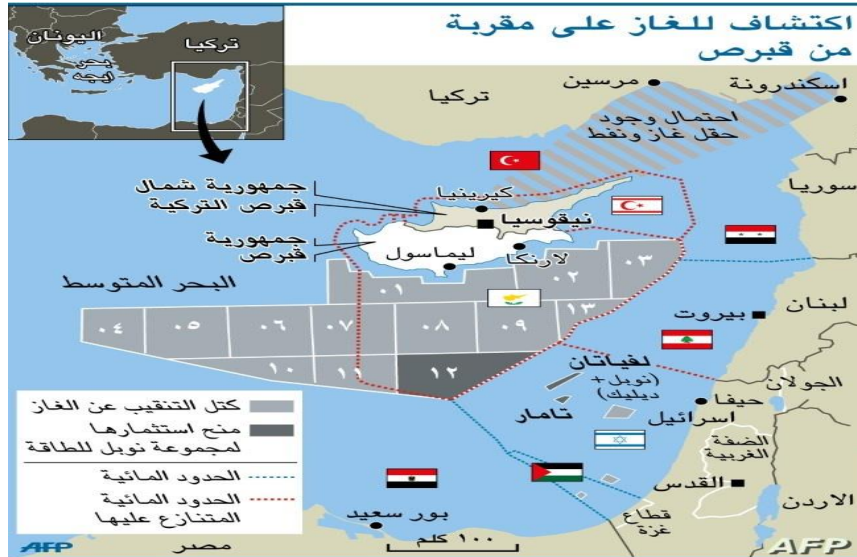 اكتشاف للغاز على مقربة
من قبرص
اليونان
تركيا
بحر
ايجه
تركيا
مرسين
اسكندرونة
احتمال وجود
حقل غاز ونفط
سوريا
جمهورية شمال
قبرص التركية
كيرينيا
نيقوسيا
جمهورية
قبرص
ليماسول
لارنكا
البحر المتوسط
٠١
٠٢
٠٣
٠٤
٠٥
٠٦
٠٧
٠٨
٠٩
١٣
١٠
١١
١٢
لبنان
بيروت
لفياتان
(نوبل+
ديليك)
تامار
الجولان
حيفا
اسرائيل
الضفة
الغربية
القدس
الاردن
قطاع
غزة
كتل التنقيب عن الغاز
منح استثمارها
لمجموعة نوبل للطاقة
الحدود المائية
الحدود المائية
المتنازع عليها
بور سعيد
مصر
١٠٠ كلم
AFP
AFP